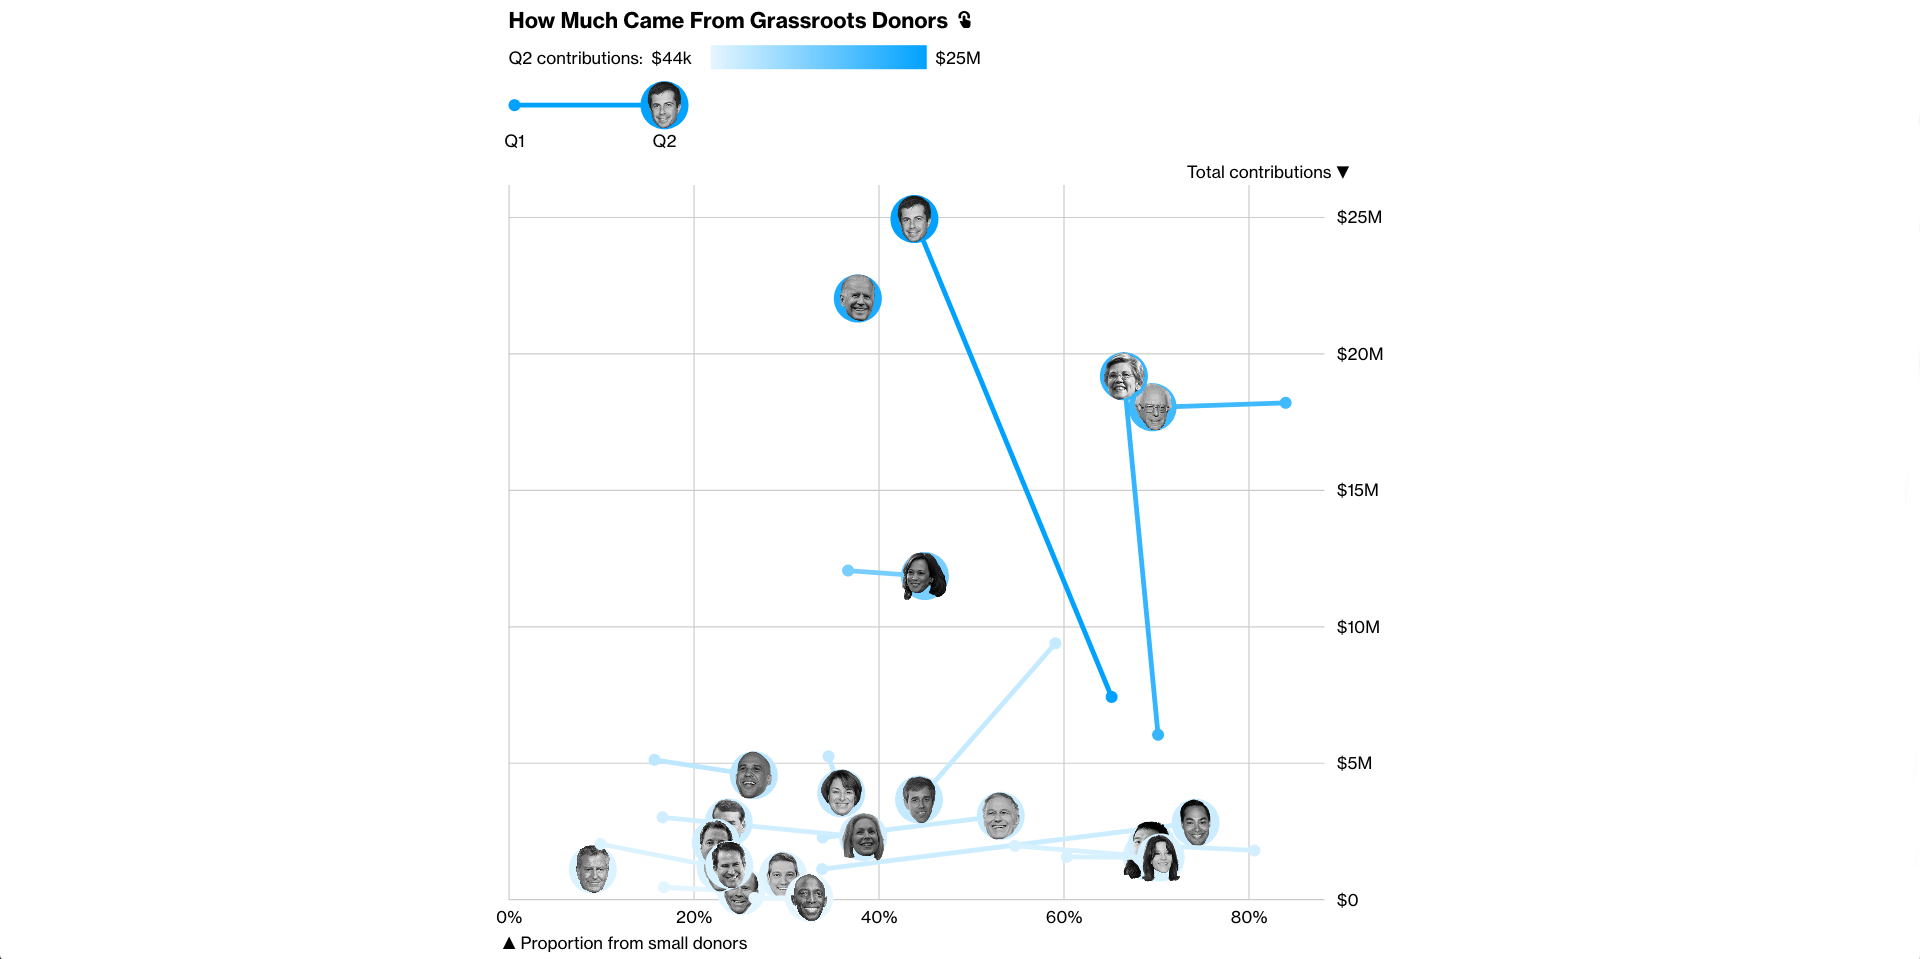 How Much Came From Grassroots Donors
Q2 contributions: $44k $25M
Q1 Q2
Total contributions ▼
$25M
$20M
$15M
$10M
$5M
$0
0% 20% 40% 60% 80%
▲ Proportion from small donors